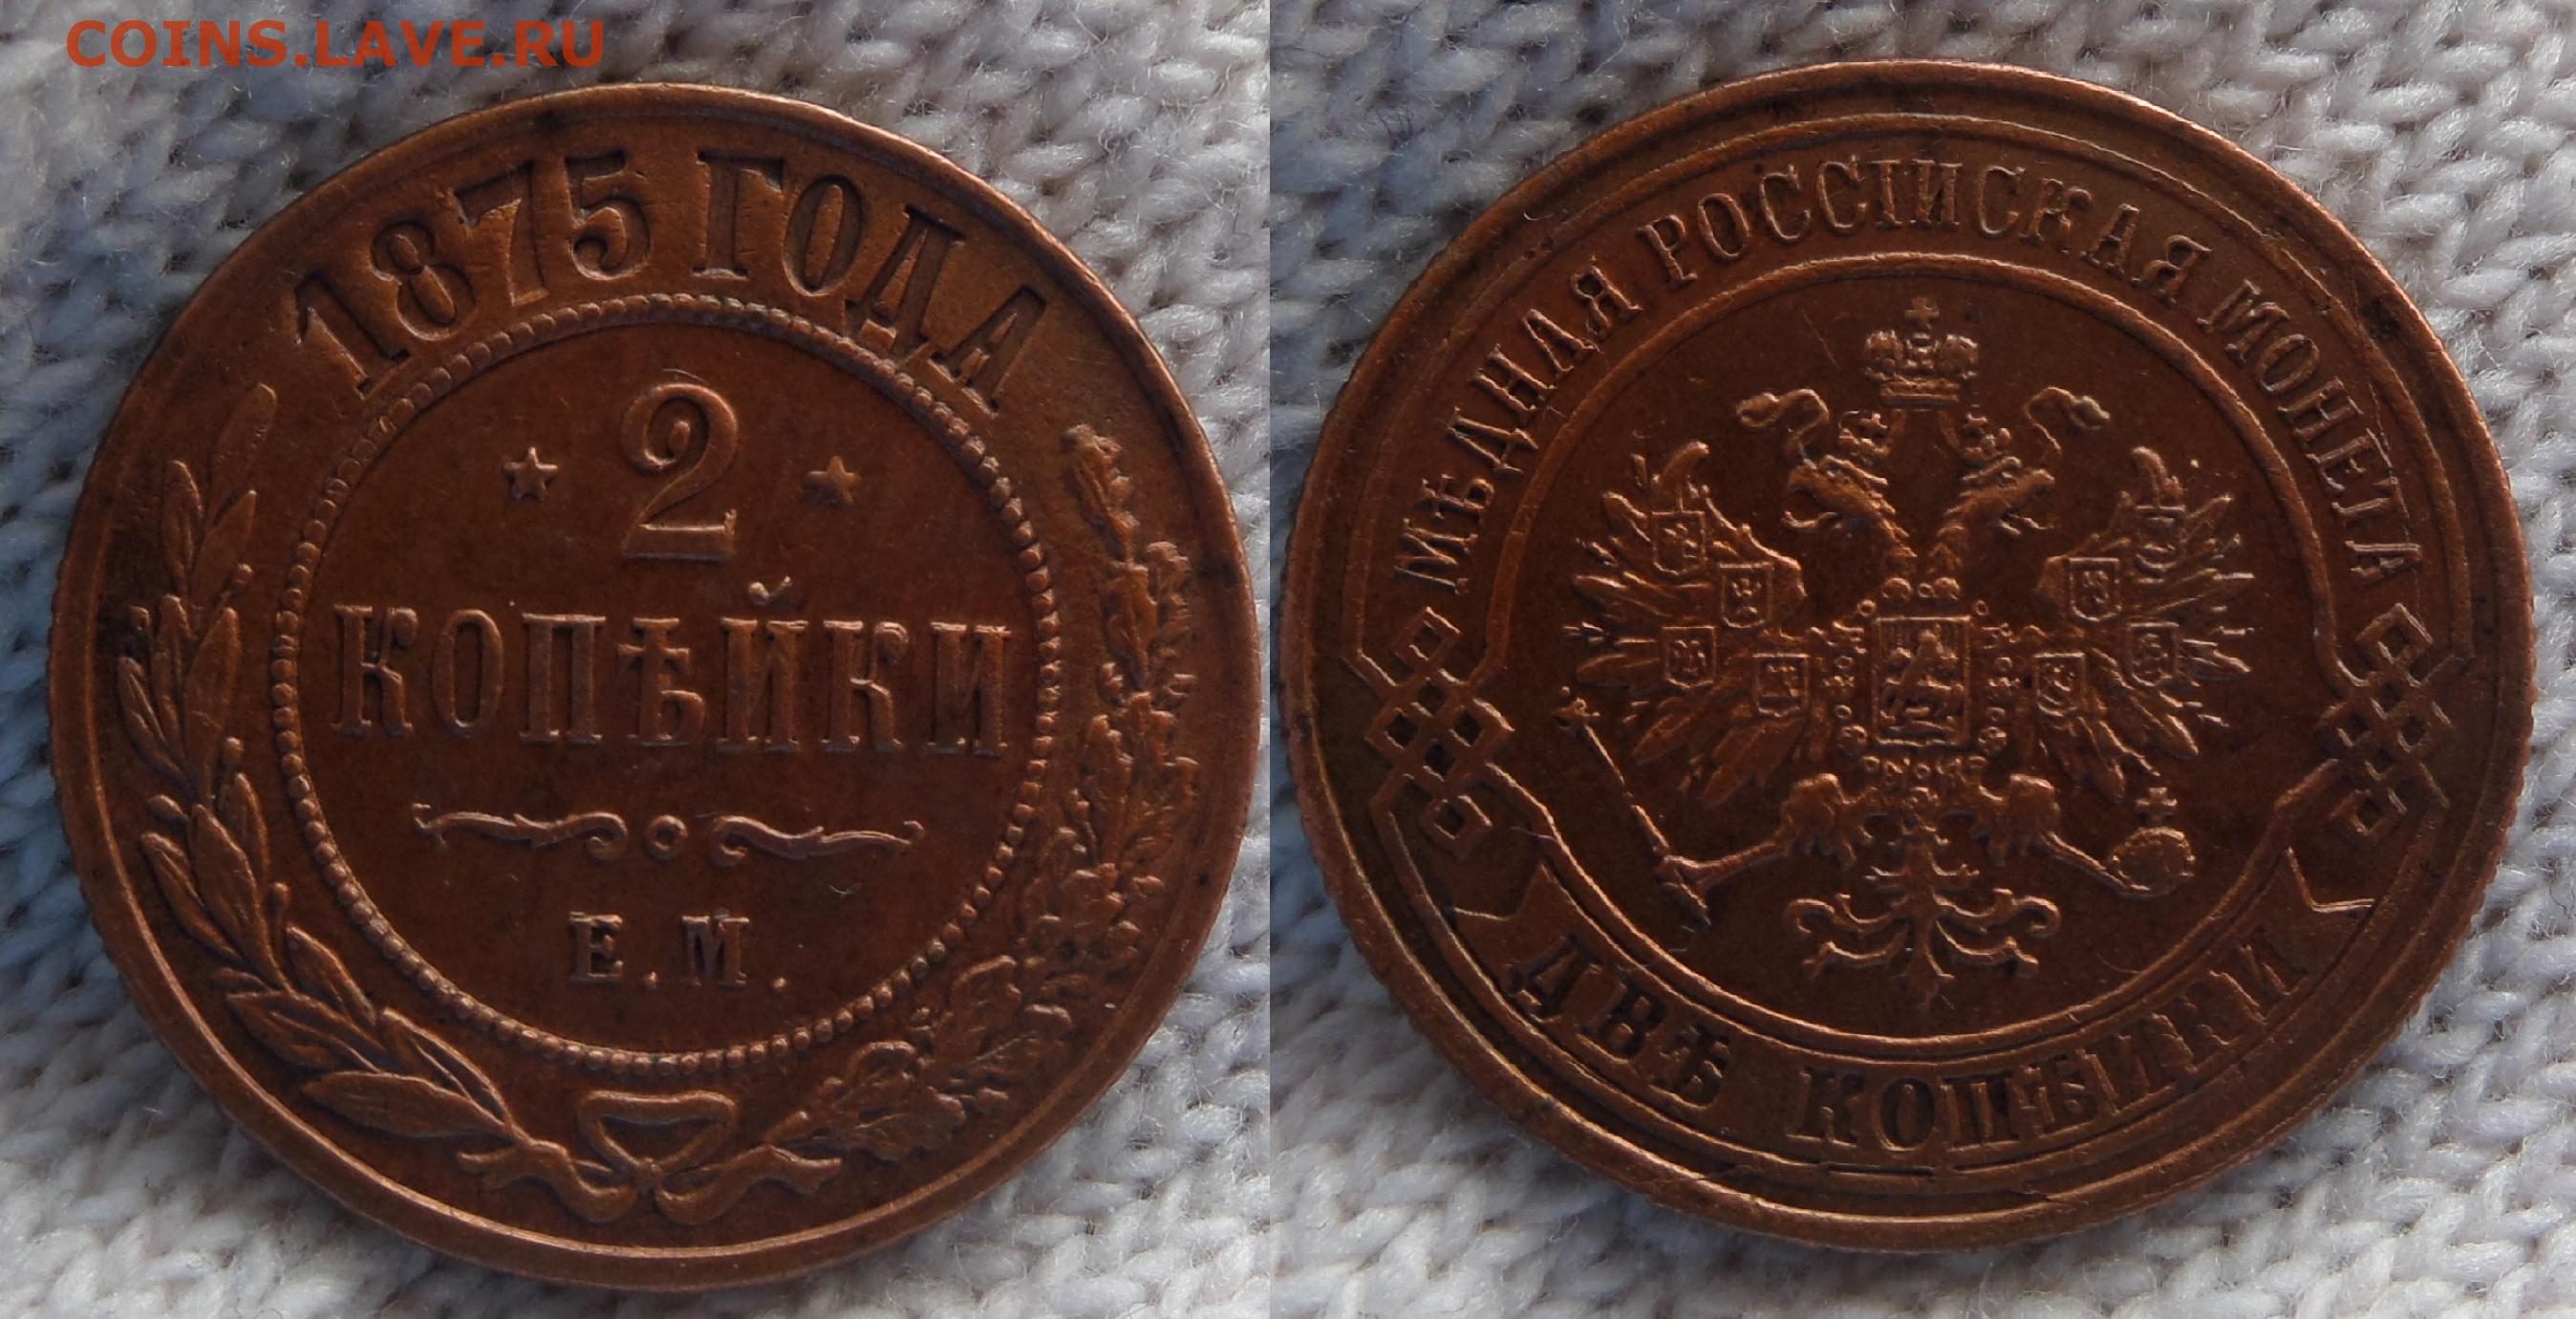 COINS.LAVE.RU
1875 ГОДА
2
КОПѢЙКИ
Е.М.
МѢДНАЯ РОССІЙСКАЯ МОНЕТА
ДВѢ КОПѢЙКИ